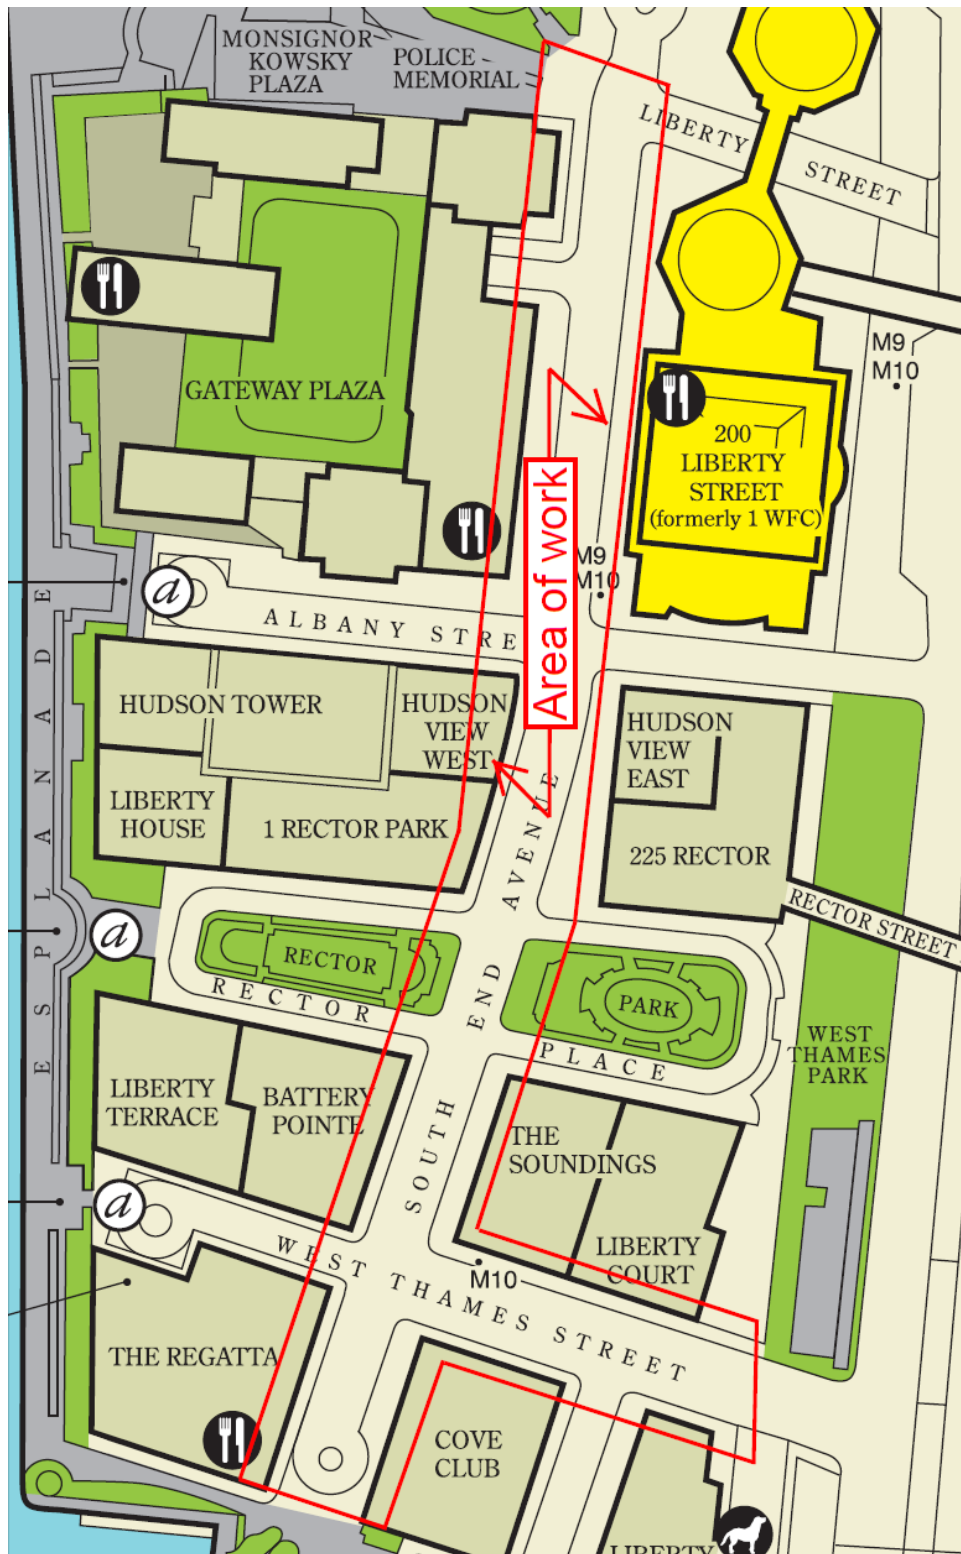 MONSIGNOR
KOWSKY
PLAZA
POLICE
MEMORIAL
LIBERTY STREET
M9
M10
GATEWAY PLAZA
200
LIBERTY
STREET
(formerly 1 WFC)
Area of work
M9
M10
a
ALBANY STRE
ESPLANADE
HUDSON TOWER
HUDSON
VIEW
WEST
HUDSON
VIEW
EAST
LIBERTY
HOUSE
1 RECTOR PARK
225 RECTOR
RECTOR STREET
a
RECTOR
PARK
RECTOR PLACE
SOUTH END AVENUE
WEST
THAMES
PARK
LIBERTY
TERRACE
BATTERY
POINTE
THE
SOUNDINGS
LIBERTY
COURT
a
M10
WEST THAMES STREET
THE REGATTA
COVE
CLUB
LIBERTY